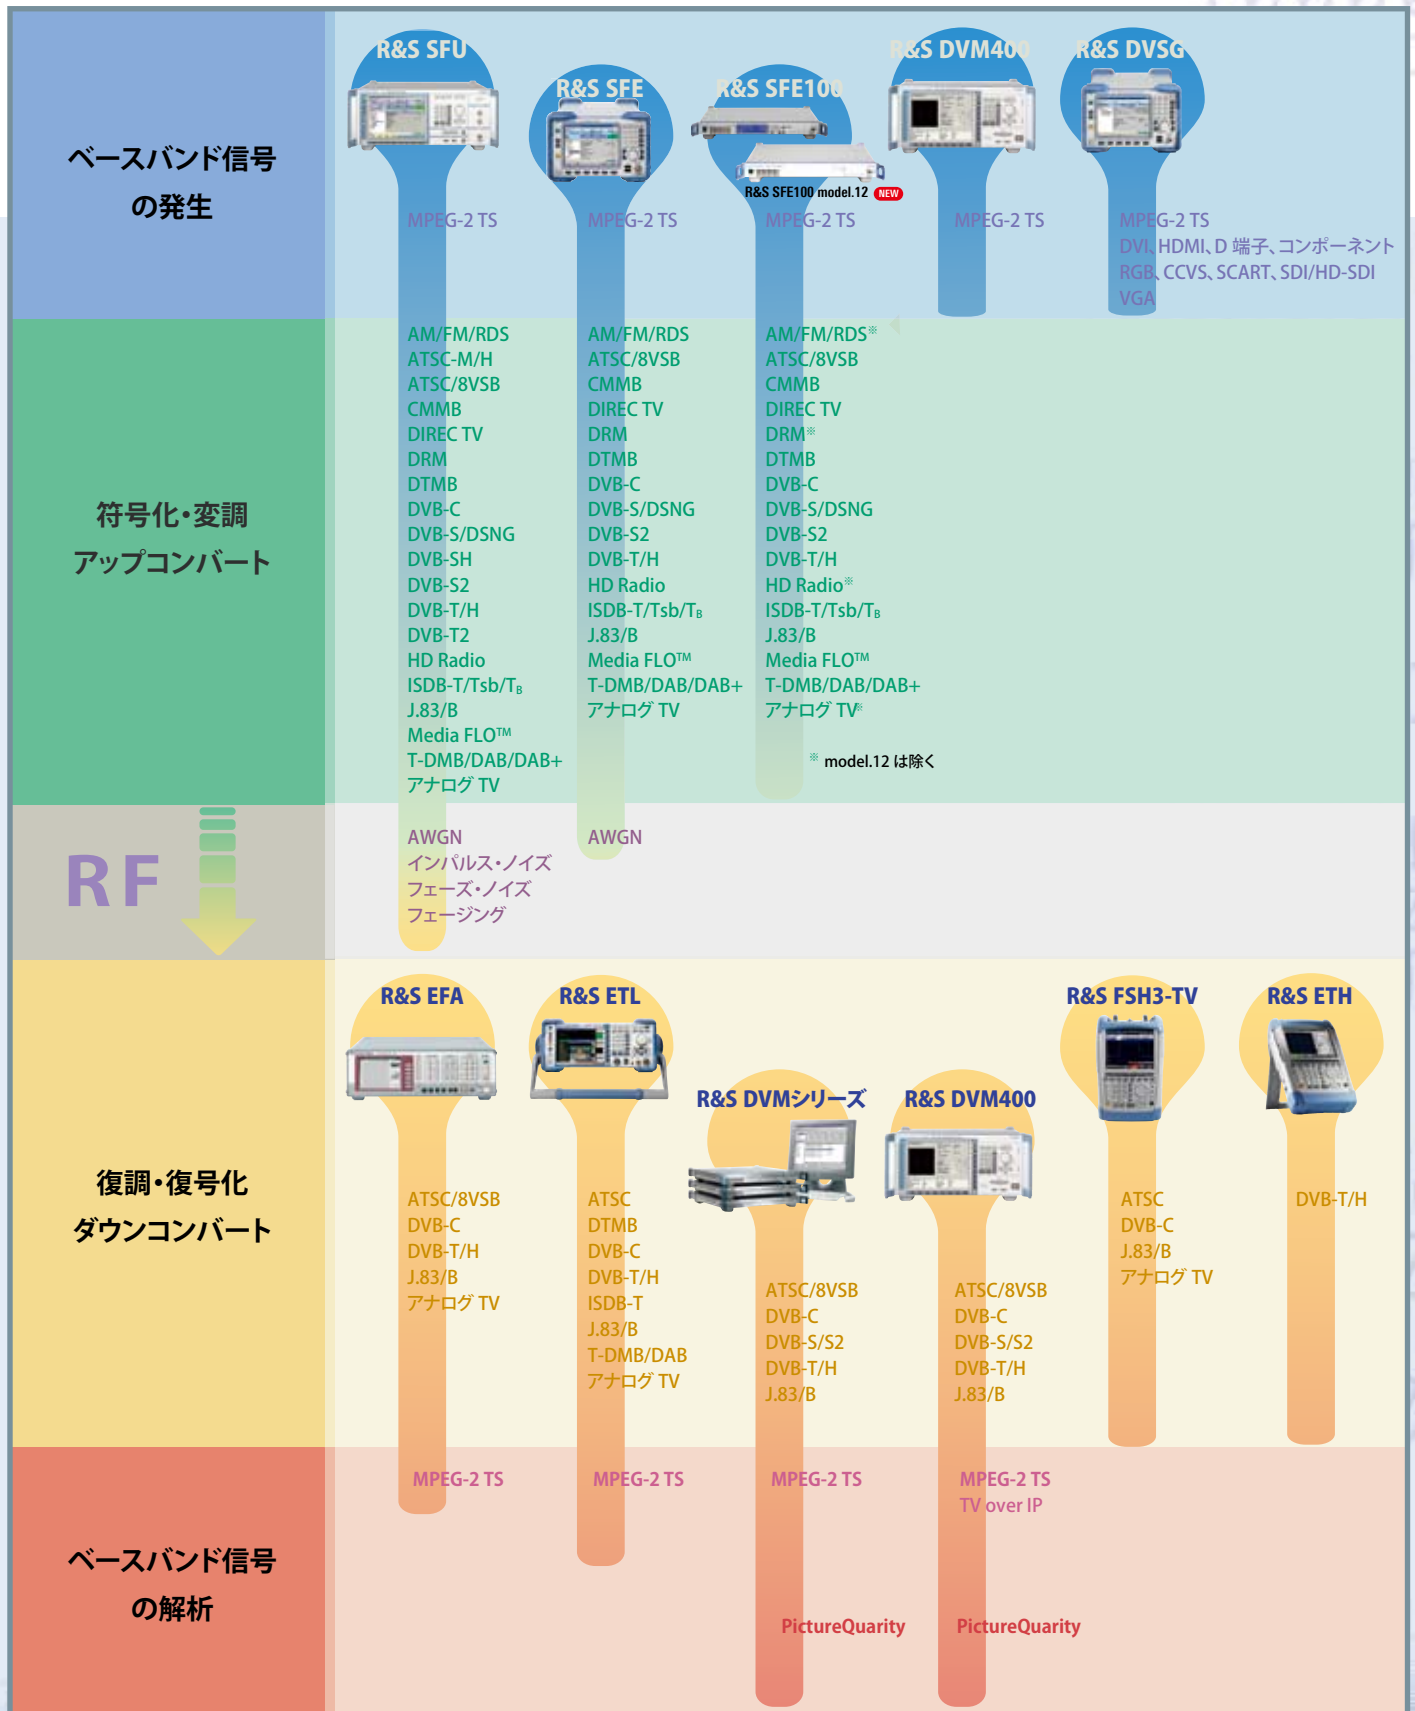 ベースバンド信号
の発生
R&S SFU
R&S SFE
R&S SFE100
R&S DVM400
R&S DVSG
R&S SFE100 model.12 NEW
MPEG-2 TS
MPEG-2 TS
MPEG-2 TS
MPEG-2 TS
MPEG-2 TS
DVI、HDMI、D 端子、コンポーネント
RGB、CCVS、SCART、SDI/HD-SDI
VGA
符号化・変調
アップコンバート
AM/FM/RDS
ATSC-M/H
ATSC/8VSB
CMMB
DIREC TV
DRM
DTMB
DVB-C
DVB-S/DSNG
DVB-SH
DVB-S2
DVB-T/H
DVB-T2
HD Radio
ISDB-T/Tsb/TB
J.83/B
Media FLO™
T-DMB/DAB/DAB+
アナログ TV
AM/FM/RDS
ATSC/8VSB
CMMB
DIREC TV
DRM
DTMB
DVB-C
DVB-S/DSNG
DVB-S2
DVB-T/H
HD Radio
ISDB-T/Tsb/TB
J.83/B
Media FLO™
T-DMB/DAB/DAB+
アナログ TV
AM/FM/RDS※
ATSC/8VSB
CMMB
DIREC TV
DRM※
DTMB
DVB-C
DVB-S/DSNG
DVB-S2
DVB-T/H
HD Radio※
ISDB-T/Tsb/TB
J.83/B
Media FLO™
T-DMB/DAB/DAB+
アナログ TV※
※ model.12 は除く
RF
AWGN
インパルス・ノイズ
フェーズ・ノイズ
フェージング
AWGN
復調・復号化
ダウンコンバート
R&S EFA
R&S ETL
R&S DVMシリーズ
R&S DVM400
R&S FSH3-TV
R&S ETH
ATSC/8VSB
DVB-C
DVB-T/H
J.83/B
アナログ TV
ATSC
DTMB
DVB-C
DVB-T/H
ISDB-T
J.83/B
T-DMB/DAB
アナログ TV
ATSC/8VSB
DVB-C
DVB-S/S2
DVB-T/H
J.83/B
ATSC/8VSB
DVB-C
DVB-S/S2
DVB-T/H
J.83/B
ATSC
DVB-C
J.83/B
アナログ TV
DVB-T/H
ベースバンド信号
の解析
MPEG-2 TS
MPEG-2 TS
MPEG-2 TS
MPEG-2 TS
TV over IP
PictureQuarity
PictureQuarity